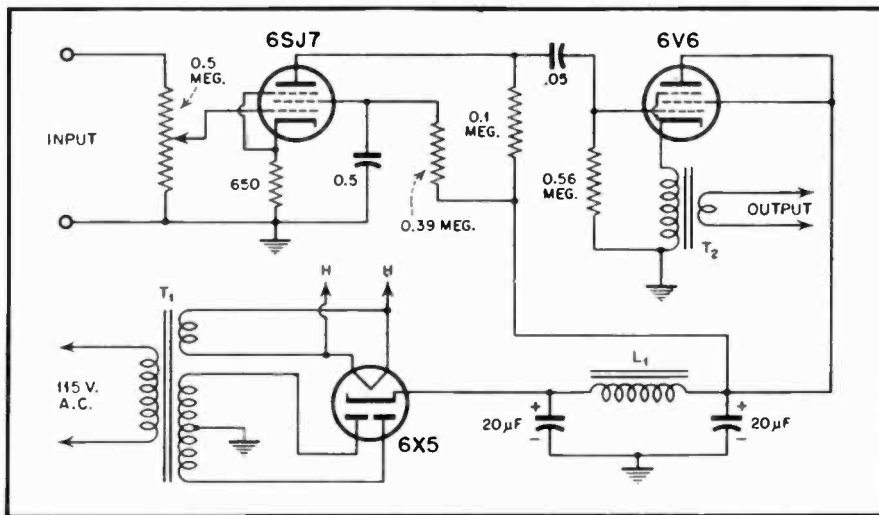 6SJ7
6V6
0.5
MEG.
.05
INPUT
0.1
MEG.
650
0.5
0.56
MEG.
0.39 MEG.
OUTPUT
T2
H
H
T1
L1
115 V.
A.C.
20µF
+
–
+
–
20µF
6X5